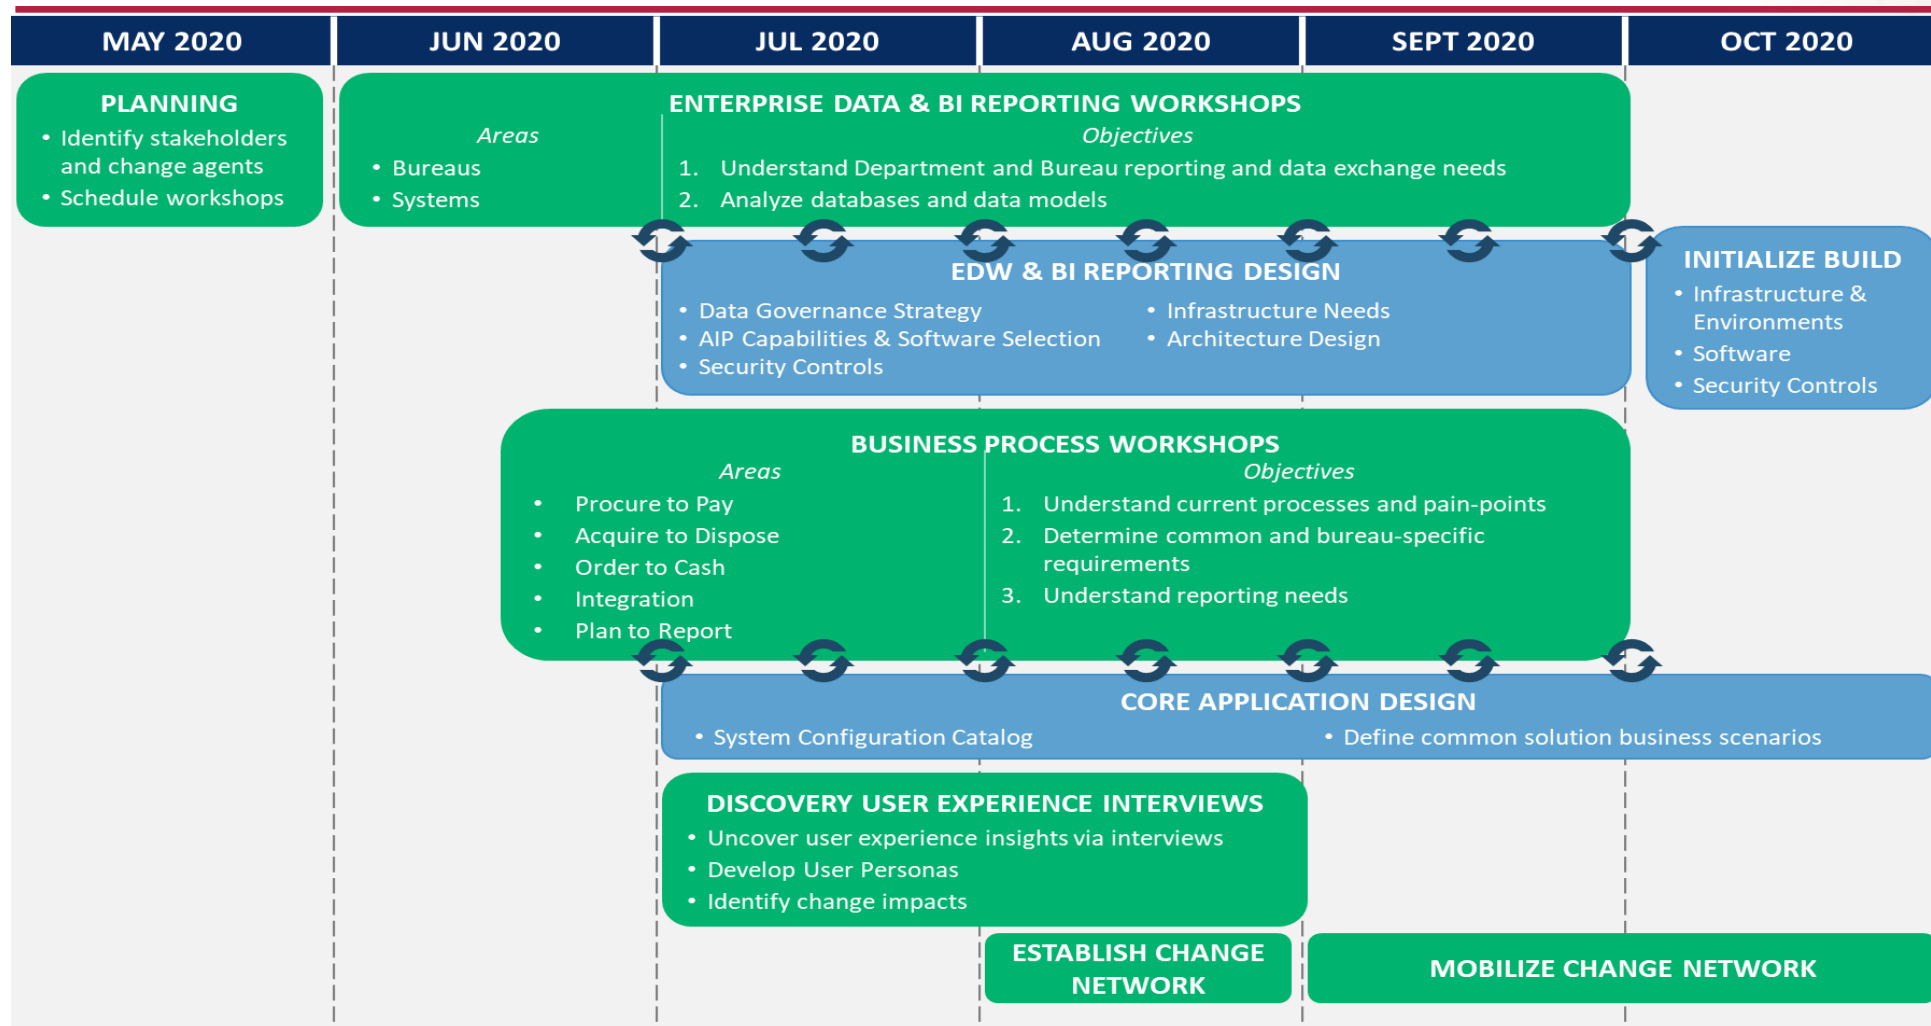 MAY 2020
JUN 2020
JUL 2020
AUG 2020
SEPT 2020
OCT 2020
PLANNING
• Identify stakeholders
and change agents
• Schedule workshops
ENTERPRISE DATA & BI REPORTING WORKSHOPS
Areas
• Bureaus
• Systems
Objectives
1. Understand Department and Bureau reporting and data exchange needs
2. Analyze databases and data models
EDW & BI REPORTING DESIGN
• Data Governance Strategy
• AIP Capabilities & Software Selection
• Security Controls
• Infrastructure Needs
• Architecture Design
INITIALIZE BUILD
• Infrastructure &
Environments
• Software
• Security Controls
BUSINESS PROCESS WORKSHOPS
Areas
• Procure to Pay
• Acquire to Dispose
• Order to Cash
• Integration
• Plan to Report
Objectives
1. Understand current processes and pain-points
2. Determine common and bureau-specific
requirements
3. Understand reporting needs
CORE APPLICATION DESIGN
• System Configuration Catalog
• Define common solution business scenarios
DISCOVERY USER EXPERIENCE INTERVIEWS
• Uncover user experience insights via interviews
• Develop User Personas
• Identify change impacts
ESTABLISH CHANGE
NETWORK
MOBILIZE CHANGE NETWORK